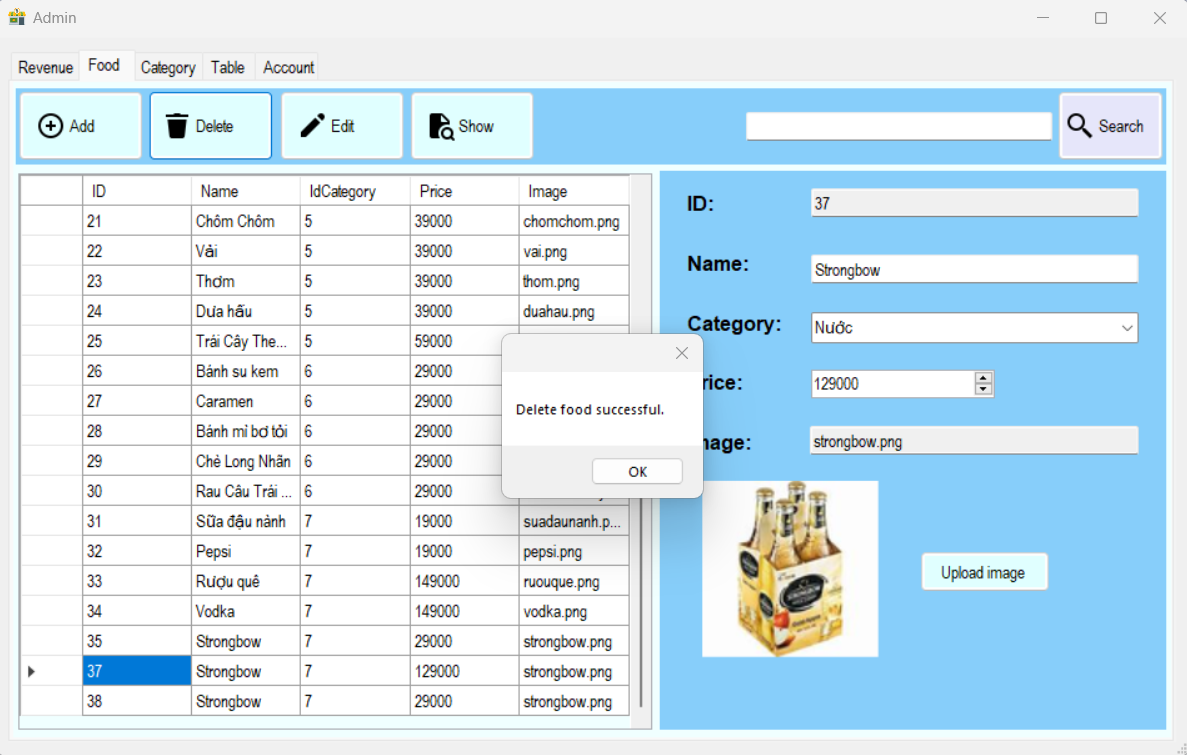 Admin
Revenue Food Category Table Account
Add Delete Edit Show Search
ID Name IdCategory Price Image
21 Chôm Chôm 5 39000 chomchom.png
22 Vải 5 39000 vai.png
23 Thơm 5 39000 thom.png
24 Dưa hấu 5 39000 duahau.png
25 Trái Cây The... 5 59000
26 Bánh su kem 6 29000
27 Caramen 6 29000
28 Bánh mì bơ tỏi 6 29000
29 Chè Long Nhãn 6 29000
30 Rau Câu Trái ... 6 29000
31 Sữa đậu nành 7 19000 suadaunanh.p...
32 Pepsi 7 19000 pepsi.png
33 Rượu quê 7 149000 ruouque.png
34 Vodka 7 149000 vodka.png
35 Strongbow 7 29000 strongbow.png
37 Strongbow 7 129000 strongbow.png
38 Strongbow 7 29000 strongbow.png
Delete food successful.
OK
ID: 37
Name: Strongbow
Category: Nước
rice: 129000
mage: strongbow.png
STRONGBOW
Upload image